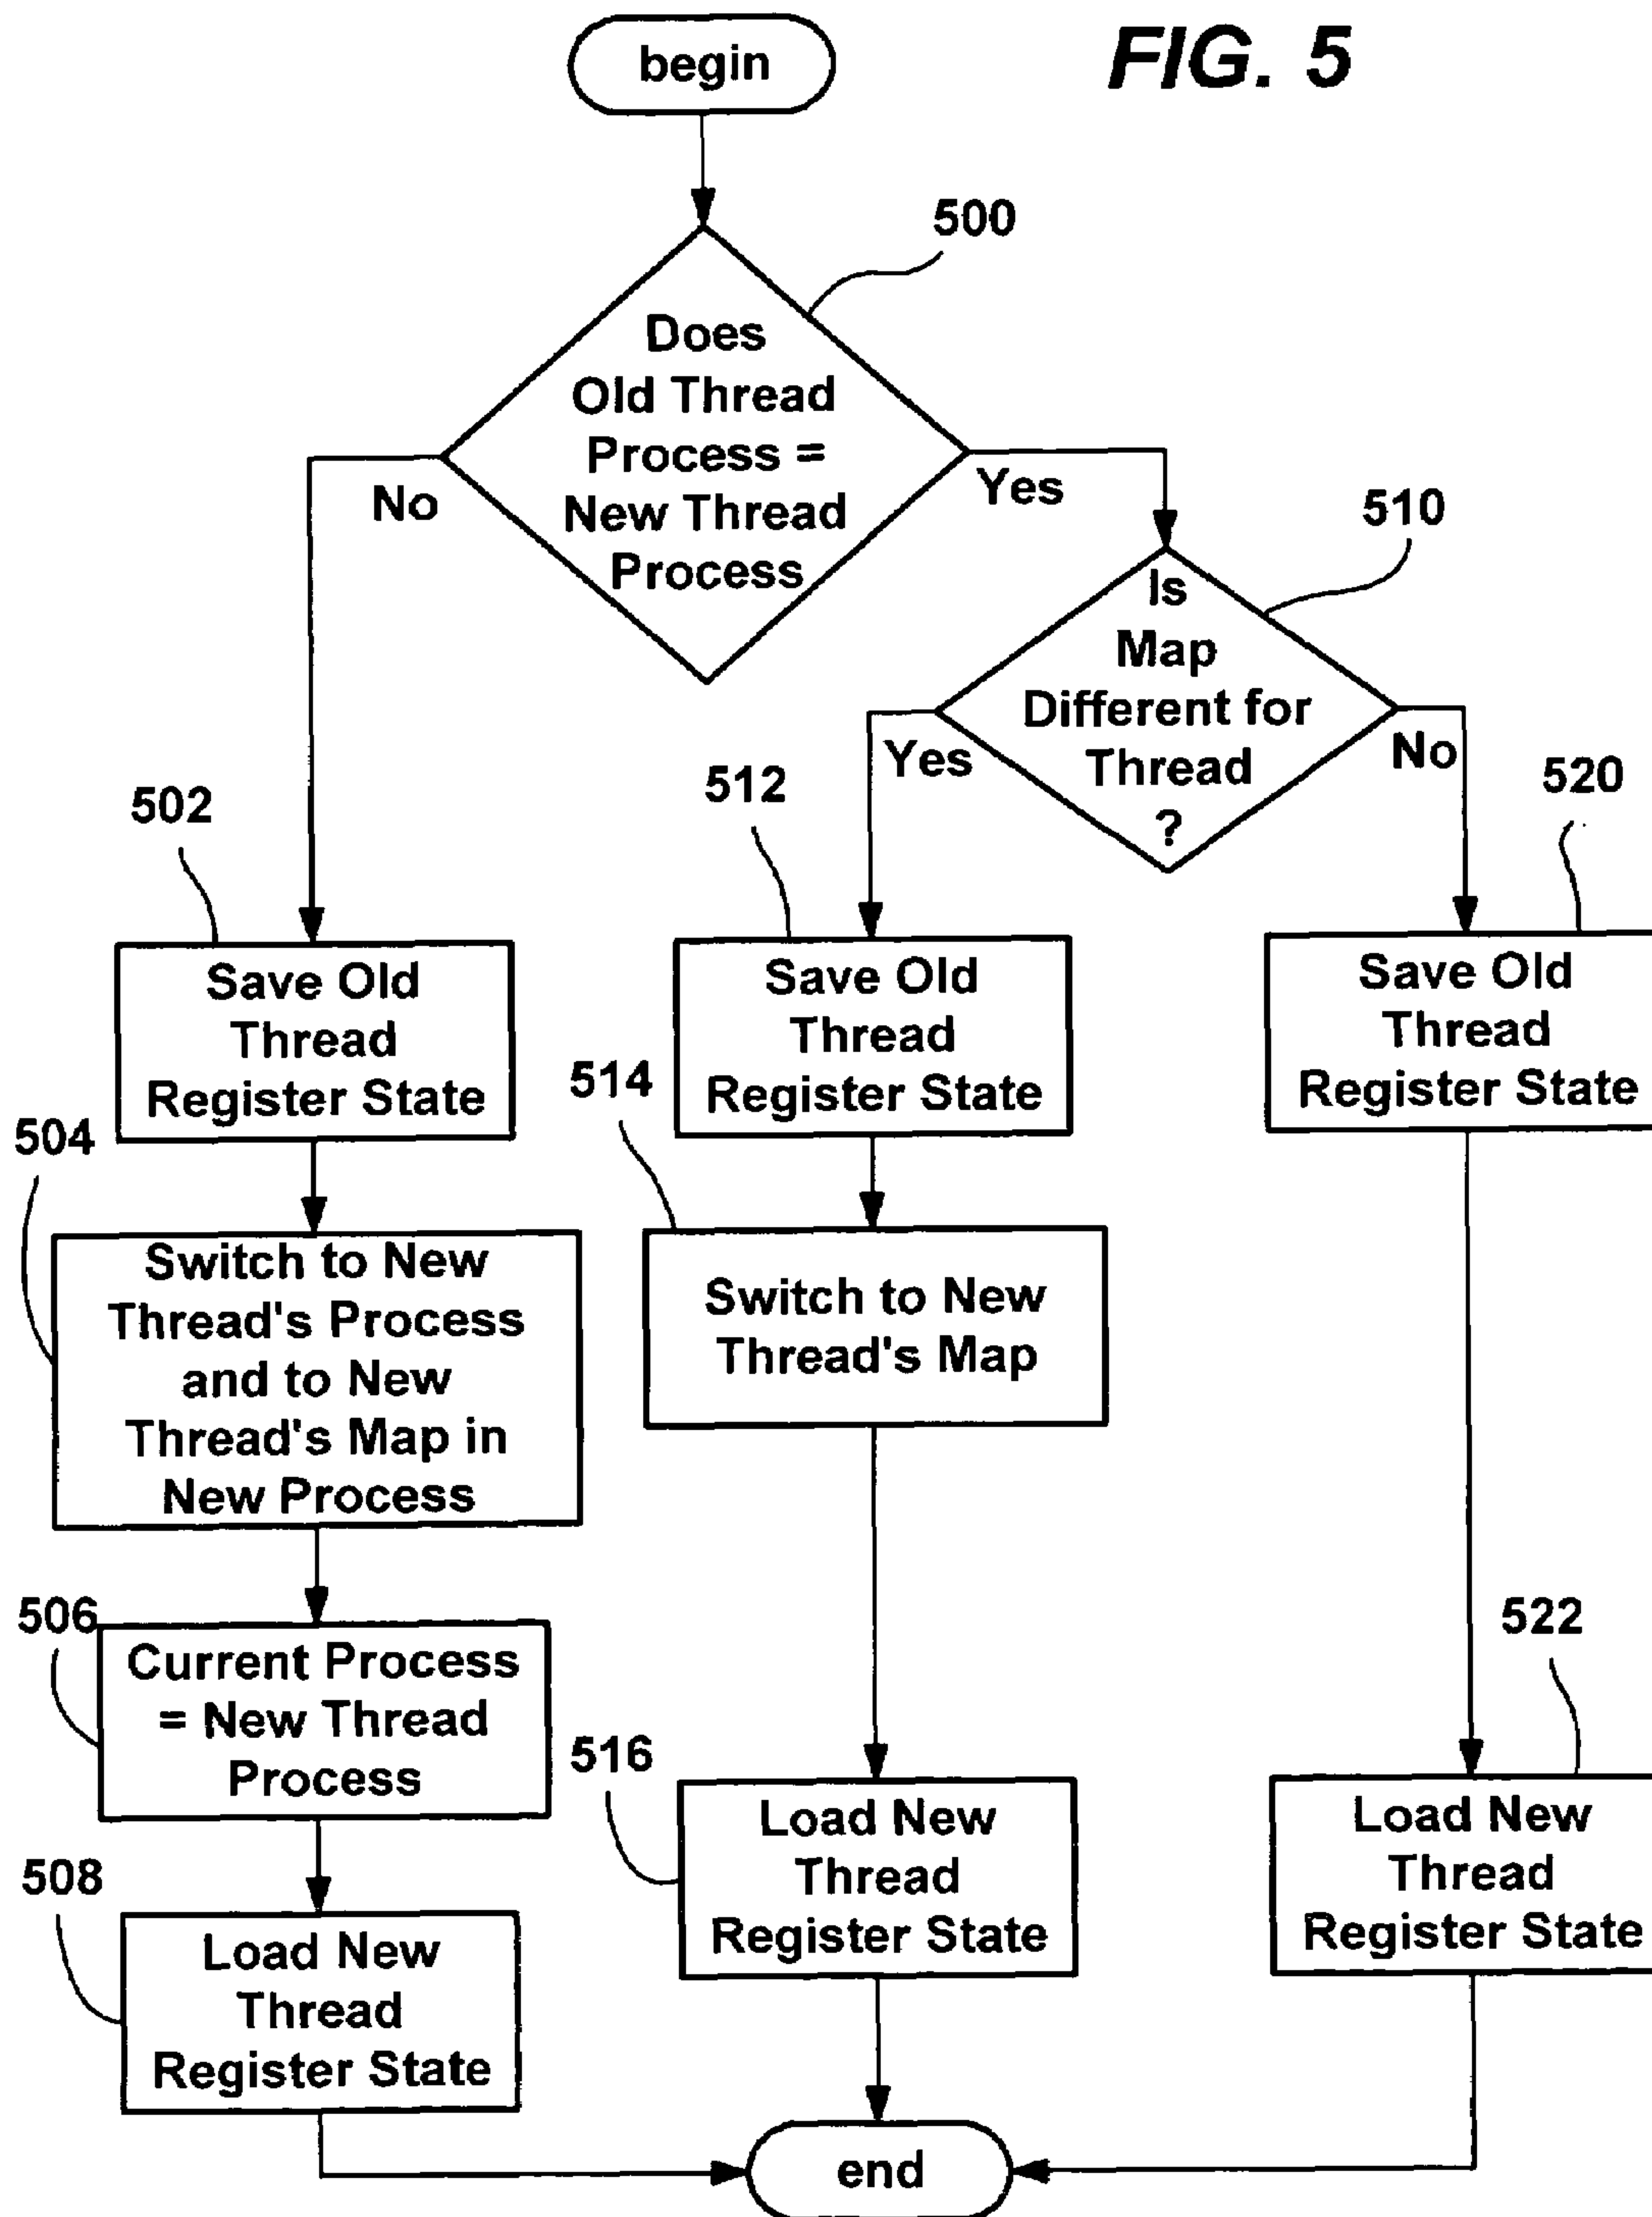 begin
FIG. 5
500
Does
Old Thread
Process =
New Thread
Process
No
Yes
510
Is
Map
Different for
Thread
?
Yes
No
502
512
520
Save Old
Thread
Register State
Save Old
Thread
Register State
Save Old
Thread
Register State
504
514
Switch to New
Thread's Process
and to New
Thread's Map in
New Process
Switch to New
Thread's Map
506
Current Process
= New Thread
Process
516
522
Load New
Thread
Register State
Load New
Thread
Register State
508
Load New
Thread
Register State
end